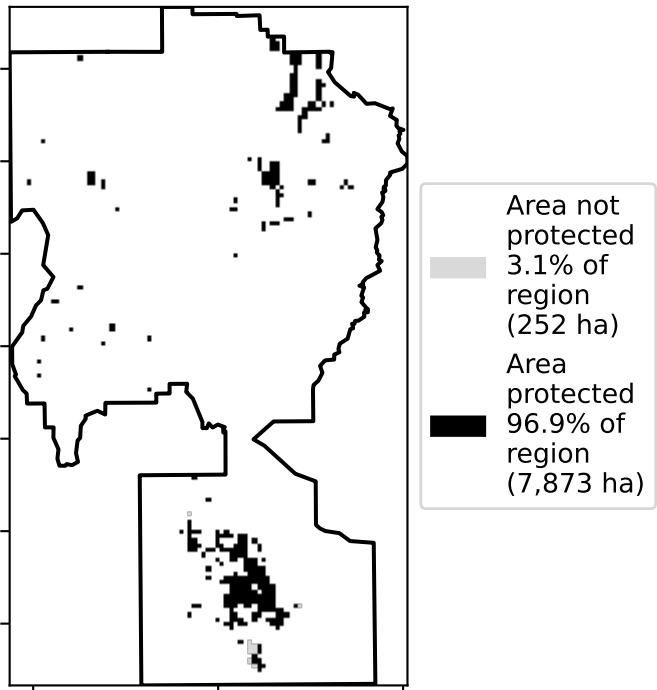 Area not
protected
3.1% of
region
(252 ha)
Area
protected
96.9% of
region
(7,873 ha)